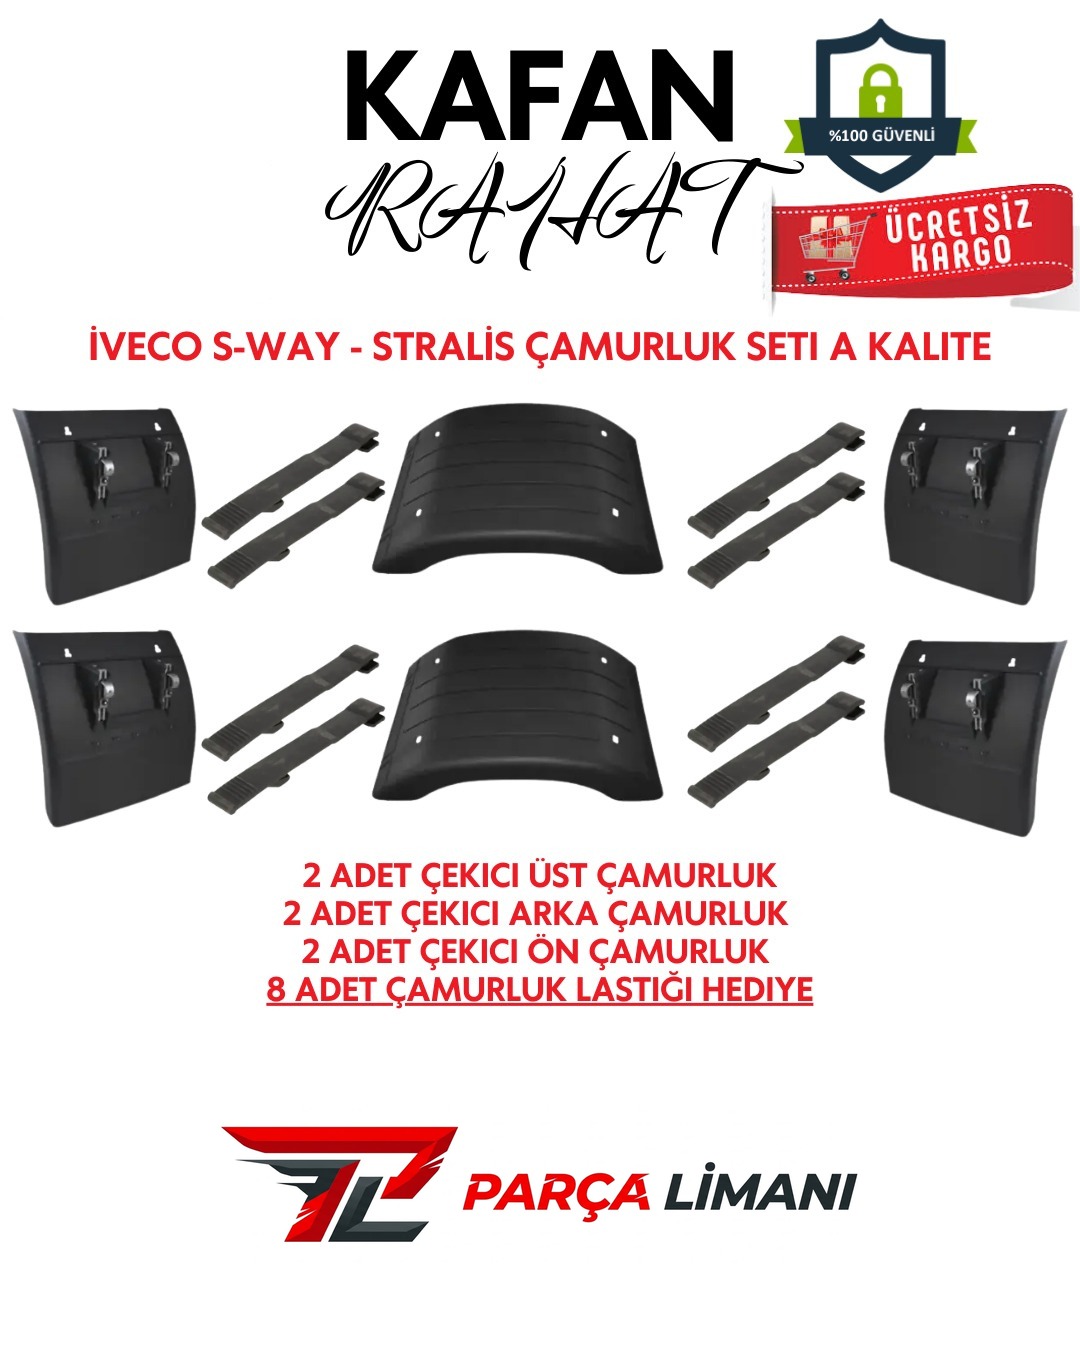 KAFAN
RAHAT
%100 GÜVENLİ
ÜCRETSİZ
KARGO
İVECO S-WAY - STRALİS ÇAMURLUK SETI A KALITE
2 ADET ÇEKICI ÜST ÇAMURLUK
2 ADET ÇEKICI ARKA ÇAMURLUK
2 ADET ÇEKICI ÖN ÇAMURLUK
8 ADET ÇAMURLUK LASTIĞI HEDIYE
PL PARÇA LİMANI